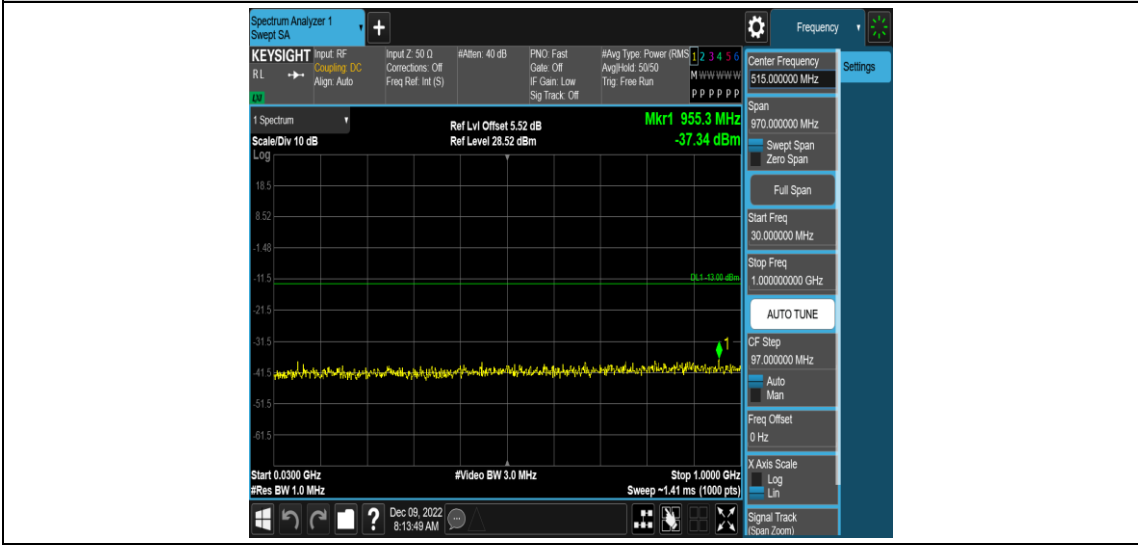 Spectrum Analyzer 1
Swept SA
+
Frequency
KEYSIGHT
RL
LM
Input: RF
Coupling: DC
Align: Auto
Input Z: 50 Ω
Corrections: Off
Freq Ref: Int (S)
#Atten: 40 dB
PNO: Fast
Gate: Off
IF Gain: Low
Sig Track: Off
#Avg Type: Power (RMS
Avg|Hold: 50/50
Trig: Free Run
1 2 3 4 5 6
M W W W W W
P P P P P P
1 Spectrum
Scale/Div 10 dB
Log
Ref Lvl Offset 5.52 dB
Ref Level 28.52 dBm
Mkr1 955.3 MHz
-37.34 dBm
18.5
8.52
-1.48
-11.5
DL1 -13.00 dBm
-21.5
-31.5
1
-41.5
-51.5
-61.5
Start 0.0300 GHz
#Res BW 1.0 MHz
#Video BW 3.0 MHz
Stop 1.0000 GHz
Sweep ~1.41 ms (1000 pts)
?
Dec 09, 2022
8:13:49 AM
Center Frequency
515.000000 MHz
Settings
Span
970.000000 MHz
Swept Span
Zero Span
Full Span
Start Freq
30.000000 MHz
Stop Freq
1.000000000 GHz
AUTO TUNE
CF Step
97.000000 MHz
Auto
Man
Freq Offset
0 Hz
X Axis Scale
Log
Lin
Signal Track
(Span Zoom)